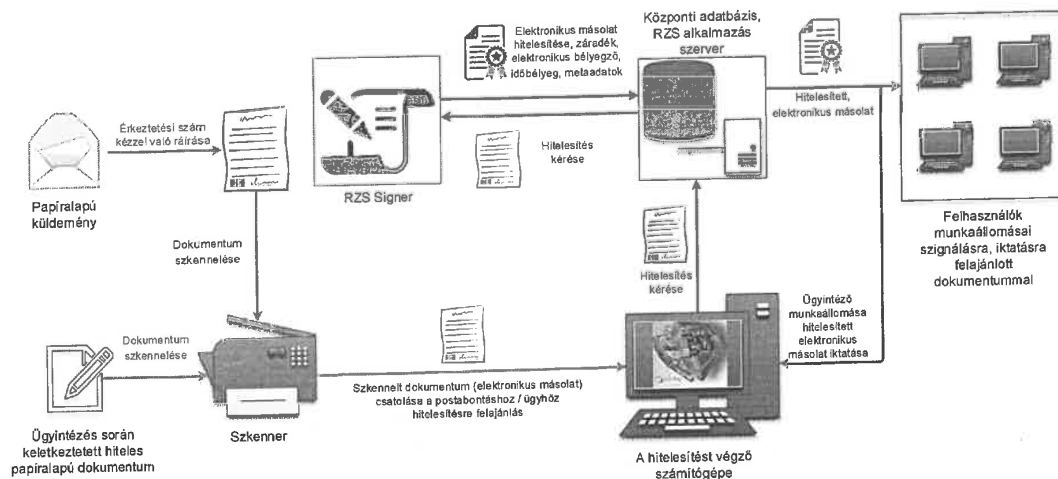 Elektronikus másolat
hitelesítése, záradék,
elektronikus bélyegző,
időbélyeg, metaadatok
Központi adatbázis,
RZS alkalmazás
szerver
Érkeztetési szám
kézzel való ráírása
Hitelesített,
elektronikus másolat
Hitelesítés
kérése
RZS Signer
Papíralapú
küldemény
Felhasználók
munkaállomásai
szignálásra, iktatásra
felajánlott
dokumentummal
Dokumentum
szkennelése
Hitelesítés
kérése
Ügyintéző
munkaállomása
hitelesített
elektronikus
másolat iktatása
Dokumentum
szkennelése
Szkennelt dokumentum (elektronikus másolat)
csatolása a postabontáshoz / ügyhöz
hitelesítésre felajánlás
Szkenner
Ügyintézés során
keletkeztetett hiteles
papíralapú dokumentum
A hitelesítést végző
számítógépe